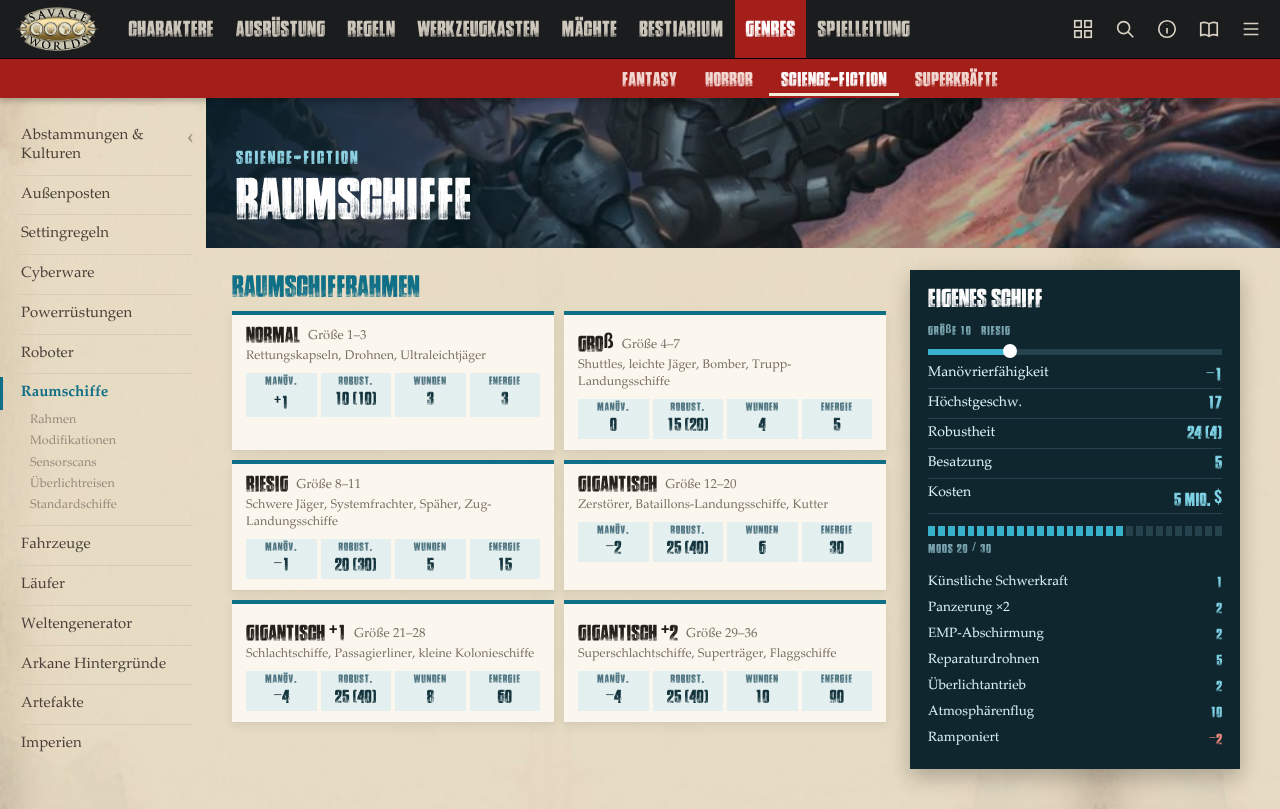 SAVAGE WORLDS
CHARAKTERE AUSRÜSTUNG REGELN WERKZEUGKASTEN MÄCHTE BESTIARIUM GENRES SPIELLEITUNG
FANTASY HORROR SCIENCE-FICTION SUPERKRÄFTE
Abstammungen &
Kulturen
Außenposten
Settingregeln
Cyberware
Powerrüstungen
Roboter
Raumschiffe
Rahmen
Modifikationen
Sensorscans
Überlichtreisen
Standardschiffe
Fahrzeuge
Läufer
Weltengenerator
Arkane Hintergründe
Artefakte
Imperien
SCIENCE-FICTION
RAUMSCHIFFE
RAUMSCHIFFRAHMEN
NORMAL Größe 1–3
Rettungskapseln, Drohnen, Ultraleichtjäger
MANÖV. ROBUST. WUNDEN ENERGIE
+1 10 (10) 3 3
GROß Größe 4–7
Shuttles, leichte Jäger, Bomber, Trupp-
Landungsschiffe
MANÖV. ROBUST. WUNDEN ENERGIE
0 15 (20) 4 5
RIESIG Größe 8–11
Schwere Jäger, Systemfrachter, Späher, Zug-
Landungsschiffe
MANÖV. ROBUST. WUNDEN ENERGIE
−1 20 (30) 5 15
GIGANTISCH Größe 12–20
Zerstörer, Bataillons-Landungsschiffe, Kutter
MANÖV. ROBUST. WUNDEN ENERGIE
−2 25 (40) 6 30
GIGANTISCH +1 Größe 21–28
Schlachtschiffe, Passagierliner, kleine Kolonieschiffe
MANÖV. ROBUST. WUNDEN ENERGIE
−4 25 (40) 8 60
GIGANTISCH +2 Größe 29–36
Superschlachtschiffe, Superträger, Flaggschiffe
MANÖV. ROBUST. WUNDEN ENERGIE
−4 25 (40) 10 90
EIGENES SCHIFF
GRÖßE 10 RIESIG
Manövrierfähigkeit −1
Höchstgeschw. 17
Robustheit 24 (4)
Besatzung 5
Kosten 5 MIO. $
MODS 20 / 30
Künstliche Schwerkraft 1
Panzerung ×2 2
EMP-Abschirmung 2
Reparaturdrohnen 5
Überlichtantrieb 2
Atmosphärenflug 10
Ramponiert −2